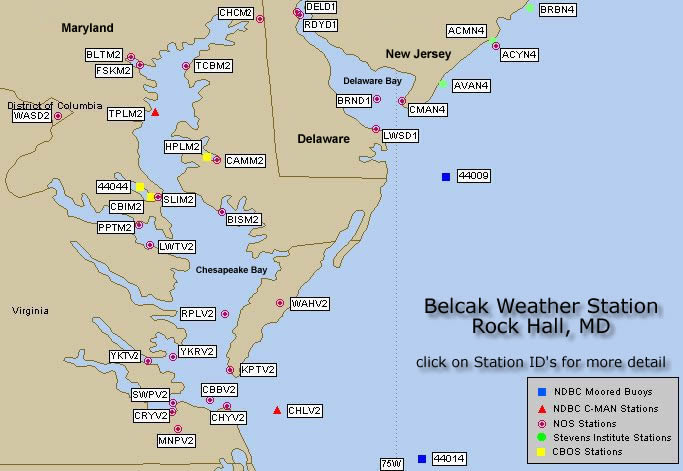 CHCM2
DELD1
RDYD1
BRBN4
Maryland
ACMN4
BLTM2
New Jersey
ACYN4
FSKM2
TCBM2
Delaware Bay
AVAN4
District of Columbia
BRND1
CMAN4
WASD2
TPLM2
Delaware
LWSD1
HPLM2
CAMM2
44009
44044
SLIM2
CBIM2
BISM2
PPTM2
LWTV2
Chesapeake Bay
WAHV2
Virginia
RPLV2
Belcak Weather Station
Rock Hall, MD
YKTV2
YKRV2
KPTV2
click on Station ID's for more detail
SWPV2
CBBV2
CRYV2
CHYV2
CHLV2
MNPV2
NDBC Moored Buoys
NDBC C-MAN Stations
NOS Stations
Stevens Institute Stations
CBOS Stations
75W
44014